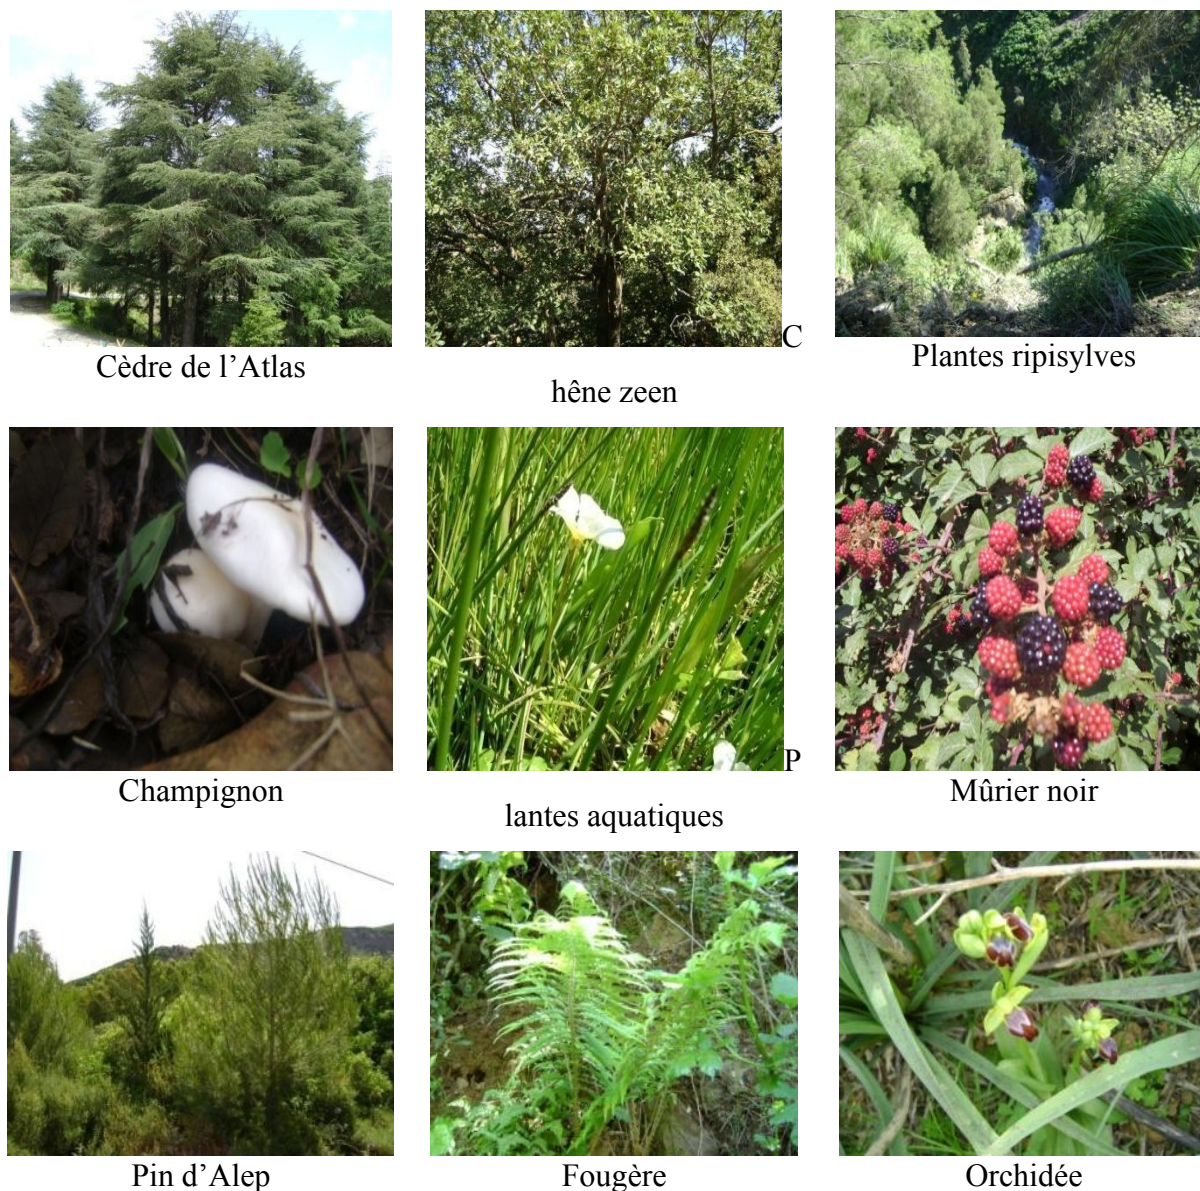 C
Cèdre de l’Atlas
hêne zeen
Plantes ripisylves
P
Champignon
lantes aquatiques
Mûrier noir
Pin d’Alep
Fougère
Orchidée